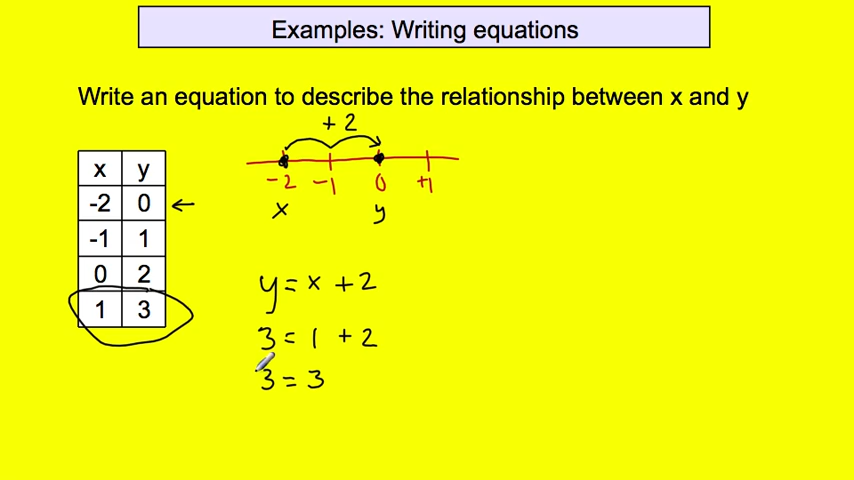 Examples: Writing equations
Write an equation to describe the relationship between x and y
+ 2
x y
-2 0
-1 1
0 2
1 3
-2 -1 0 +1
x y
y = x + 2
3 = 1 + 2
3 = 3